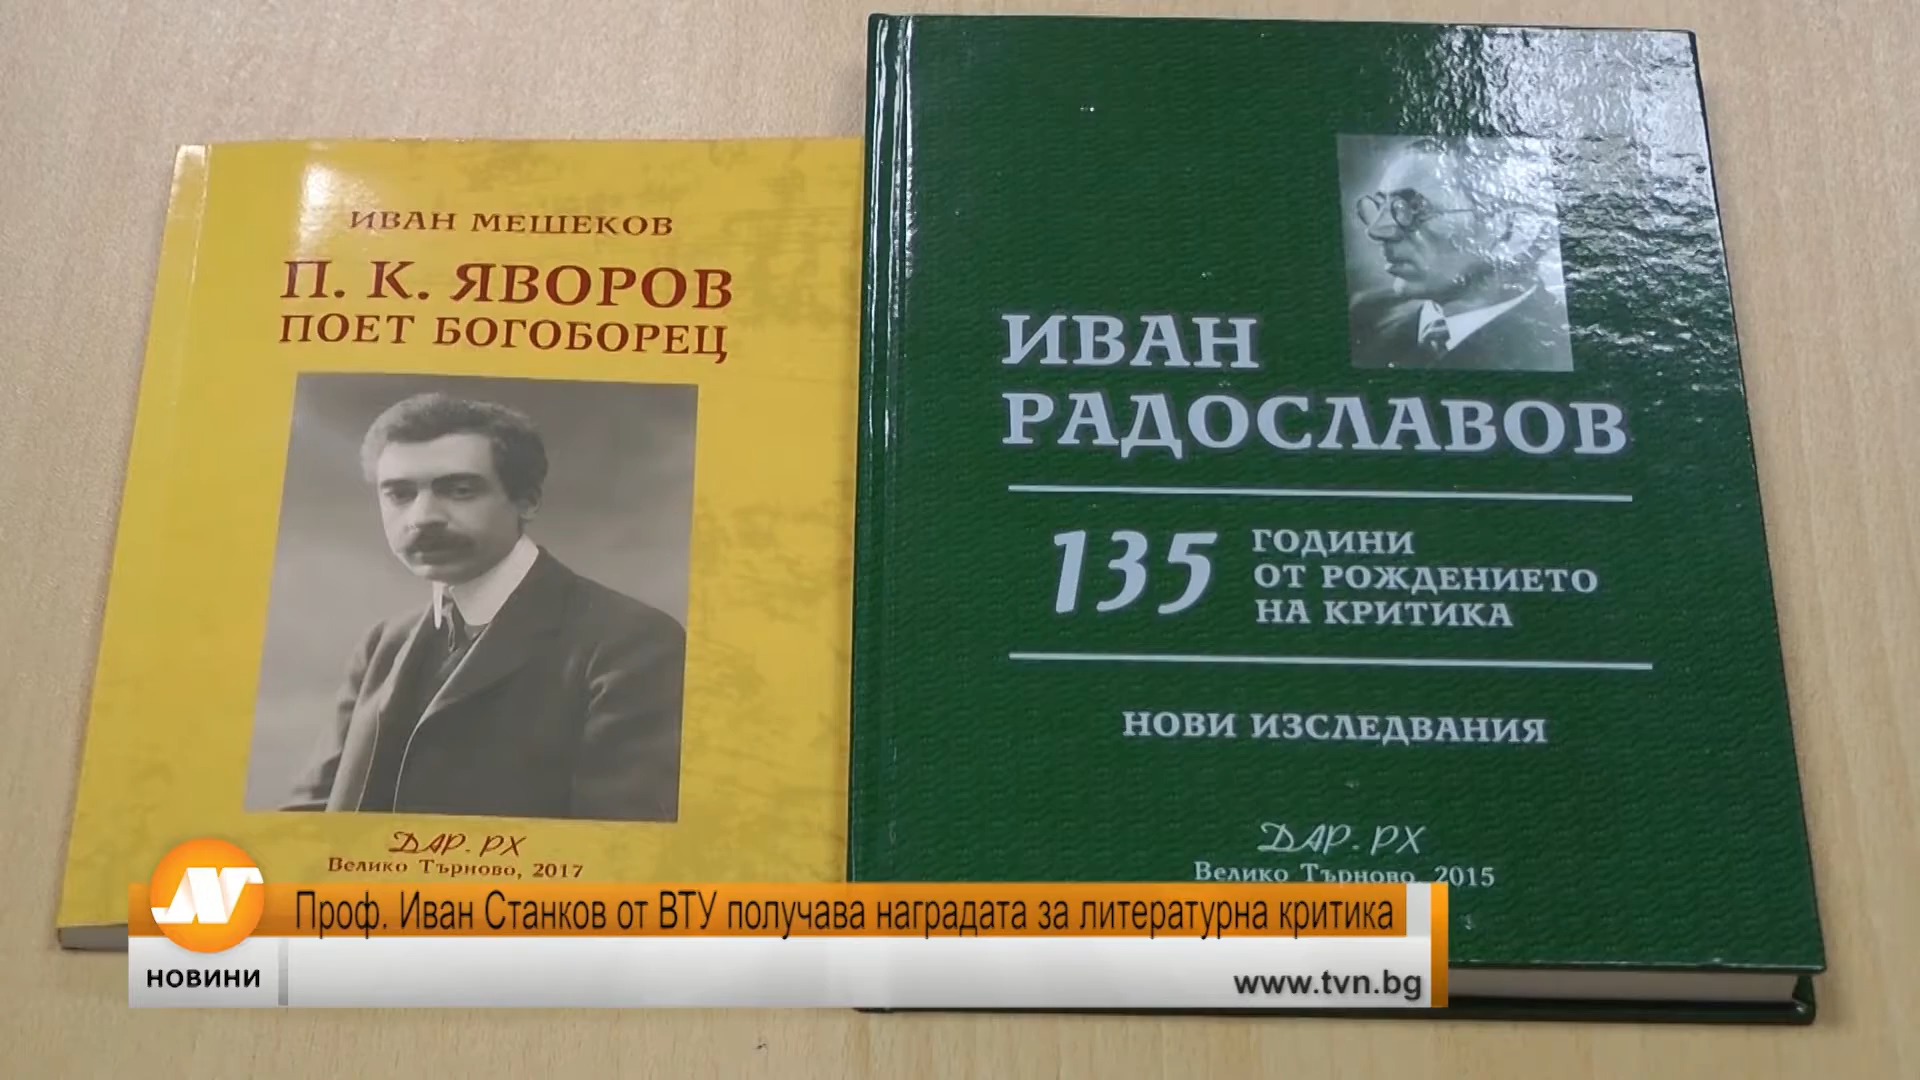 ИВАН МЕШЕКОВ
П. К. ЯВОРОВ
ПОЕТ БОГОБОРЕЦ
ДАР. РХ
Велико Търново, 2017
ИВАН
РАДОСЛАВОВ
135
ГОДИНИ
ОТ РОЖДЕНИЕТО
НА КРИТИКА
НОВИ ИЗСЛЕДВАНИЯ
ДАР. РХ
Велико Търново, 2015
Проф. Иван Станков от ВТУ получава наградата за литературна критика
НОВИНИ
www.tvn.bg